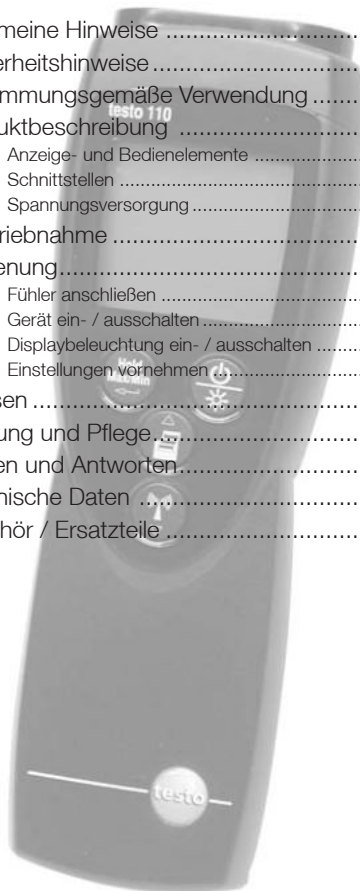 meine Hinweise
erheitshinweise
mmungsgemäße Verwendung
testo 110
uktbeschreibung
Anzeige- und Bedienelemente
Schnittstellen
Spannungsversorgung
riebnahme
enung
Fühler anschließen
Gerät ein- / ausschalten
Displaybeleuchtung ein- / ausschalten
Einstellungen vornehmen
Hold
Max/Min
sen
ung und Pflege
en und Antworten
nische Daten
hör / Ersatzteile
testo